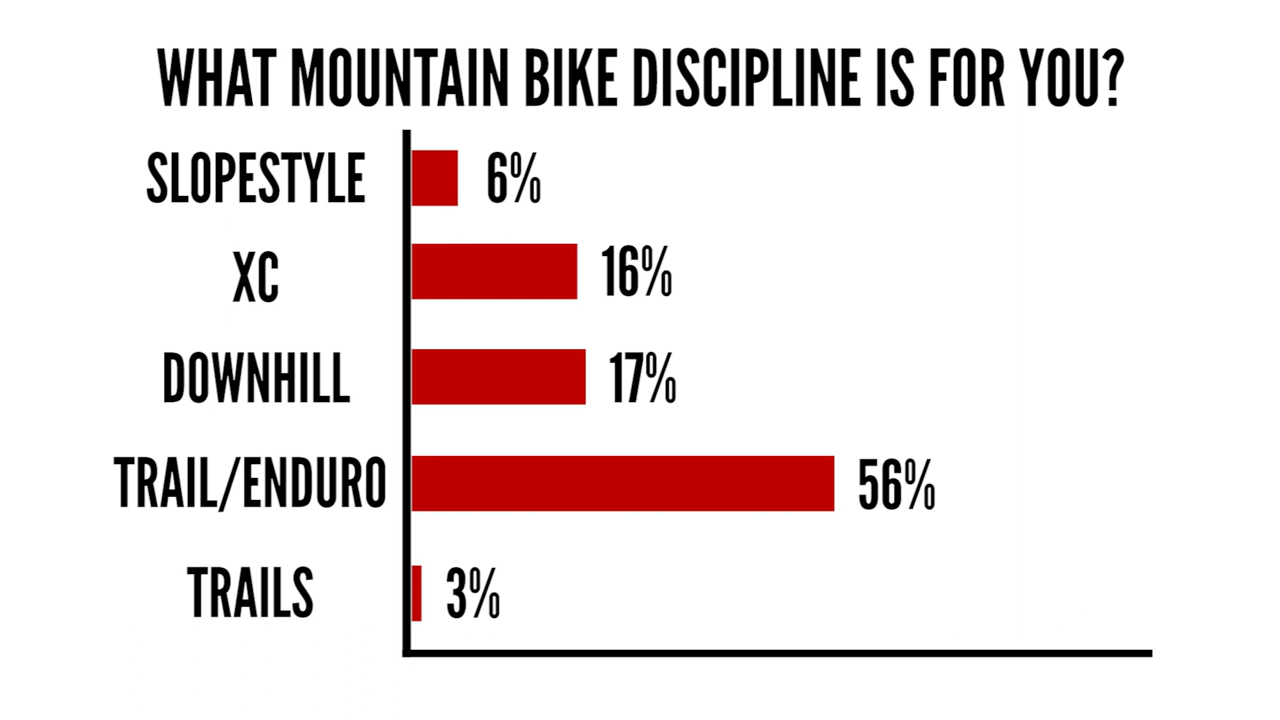 WHAT MOUNTAIN BIKE DISCIPLINE IS FOR YOU?
SLOPESTYLE 6%
XC 16%
DOWNHILL 17%
TRAIL/ENDURO 56%
TRAILS 3%